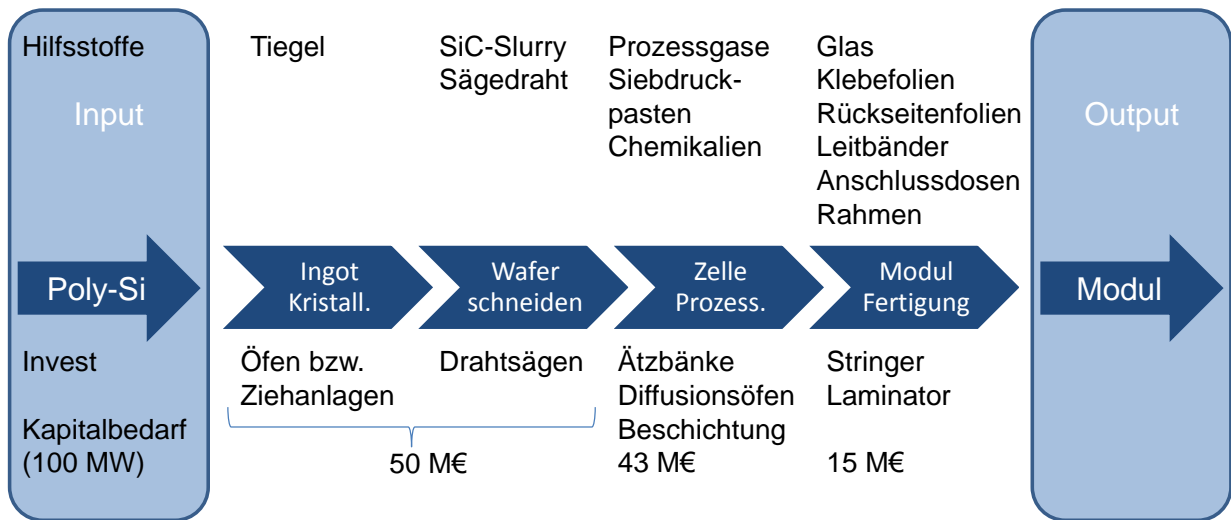 Hilfsstoffe
Input
Tiegel
SiC-Slurry
Sägedraht
Prozessgase
Siebdruck-
pasten
Chemikalien
Glas
Klebefolien
Rückseitenfolien
Leitbänder
Anschlussdosen
Rahmen
Output
Poly-Si
Ingot
Kristall.
Wafer
schneiden
Zelle
Prozess.
Modul
Fertigung
Modul
Invest
Öfen bzw.
Ziehanlagen
Drahtsägen
Ätzbänke
Diffusionsöfen
Beschichtung
Stringer
Laminator
Kapitalbedarf
(100 MW)
50 M€
43 M€
15 M€